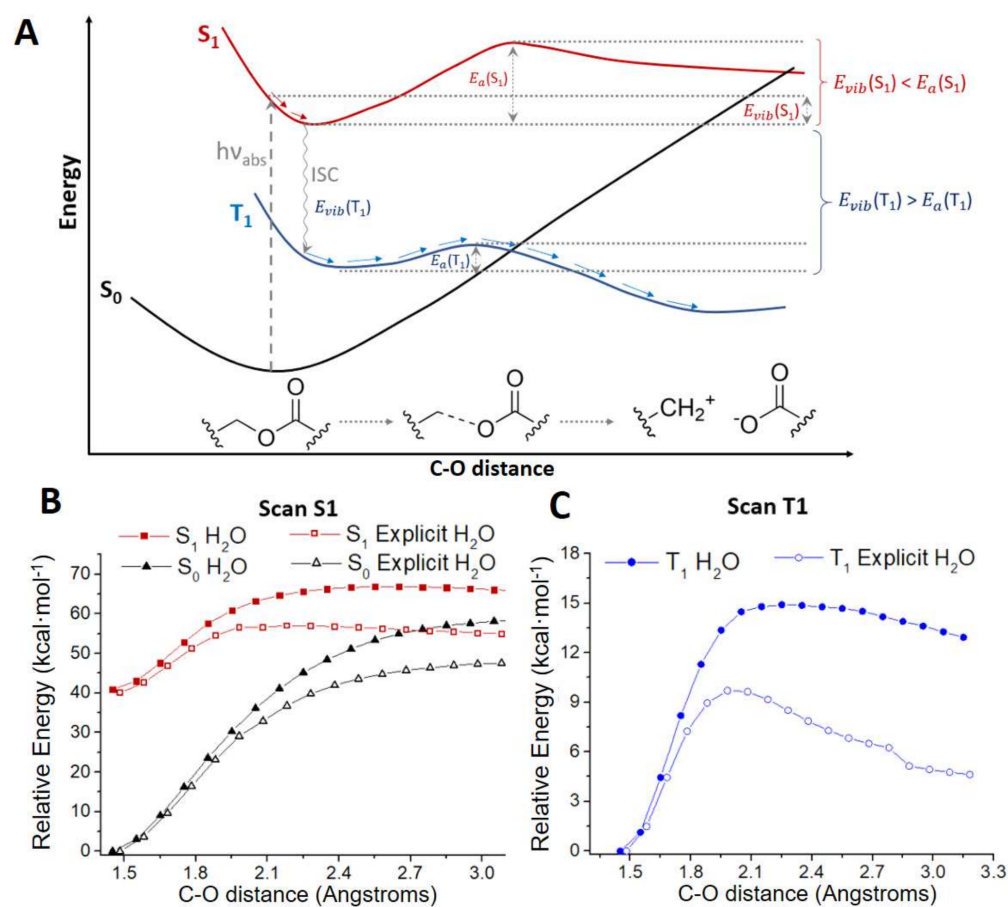 A
Energy
S1
T1
S0
hνabs
ISC
Evib(T1)
Ea(S1)
Evib(S1)
Ea(T1)
Evib(S1) < Ea(S1)
Evib(T1) > Ea(T1)
O
O
O
O
CH2+
-O
O
C-O distance
B
Scan S1
S1 H2O
S1 Explicit H2O
S0 H2O
S0 Explicit H2O
Relative Energy (kcal·mol-1)
70
60
50
40
30
20
10
0
1.5 1.8 2.1 2.4 2.7 3.0
C-O distance (Angstroms)
C
Scan T1
T1 H2O
T1 Explicit H2O
Relative Energy (kcal·mol-1)
18
15
12
9
6
3
0
1.5 1.8 2.1 2.4 2.7 3.0 3.3
C-O distance (Angstroms)